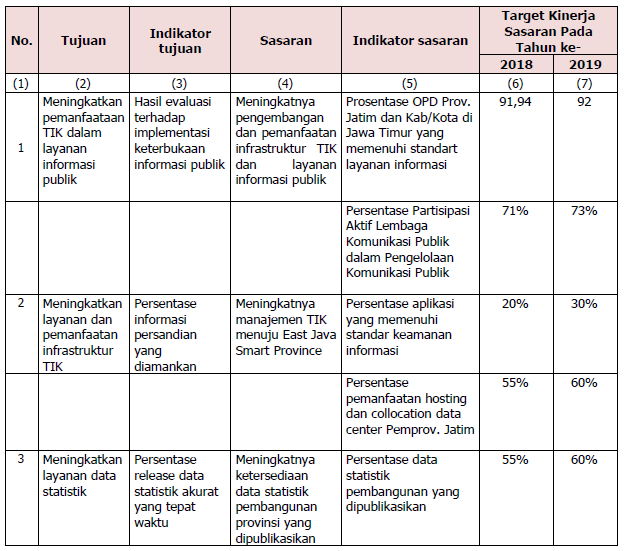 No.
Tujuan
Indikator
tujuan
Sasaran
Indikator sasaran
Target Kinerja
Sasaran Pada
Tahun ke-
2018
2019
(1)
(2)
(3)
(4)
(5)
(6)
(7)
1
Meningkatkan
pemanfaataan
TIK dalam
layanan
informasi
publik
Hasil evaluasi
terhadap
implementasi
keterbukaan
informasi publik
Meningkatnya
pengembangan
dan pemanfaatan
infrastruktur TIK
dan layanan
informasi publik
Prosentase OPD Prov.
Jatim dan Kab/Kota di
Jawa Timur yang
memenuhi standart
layanan informasi
91,94
92
Persentase Partisipasi
Aktif Lembaga
Komunikasi Publik
dalam Pengelolaan
Komunikasi Publik
71%
73%
2
Meningkatkan
layanan dan
pemanfaatan
infrastruktur
TIK
Persentase
informasi
persandian
yang
diamankan
Meningkatnya
manajemen TIK
menuju East Java
Smart Province
Persentase aplikasi
yang memenuhi
standar keamanan
informasi
20%
30%
Persentase
pemanfaatan hosting
dan collocation data
center Pemprov. Jatim
55%
60%
3
Meningkatkan
layanan data
statistik
Persentase
release data
statistik akurat
yang tepat
waktu
Meningkatnya
ketersediaan
data statistik
pembangunan
provinsi yang
dipublikasikan
Persentase data
statistik
pembangunan yang
dipublikasikan
55%
60%